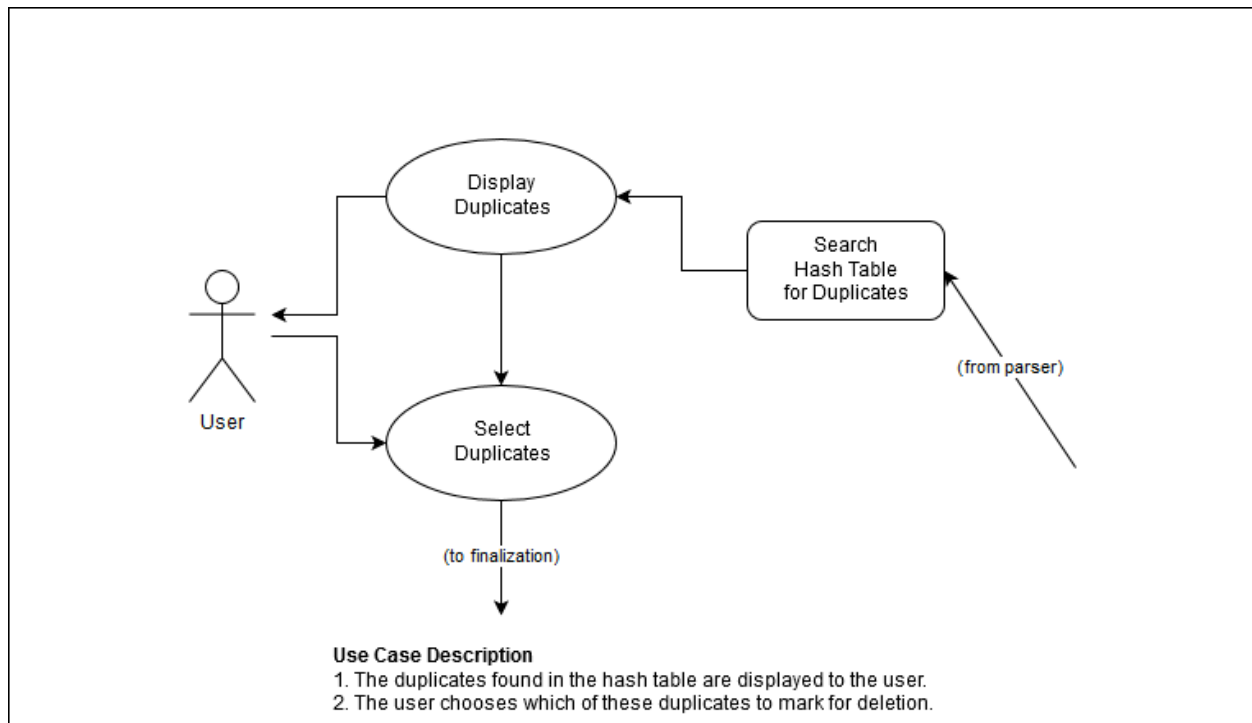 Display
Duplicates
Search
Hash Table
for Duplicates
(from parser)
User
Select
Duplicates
(to finalization)
Use Case Description
1. The duplicates found in the hash table are displayed to the user.
2. The user chooses which of these duplicates to mark for deletion.